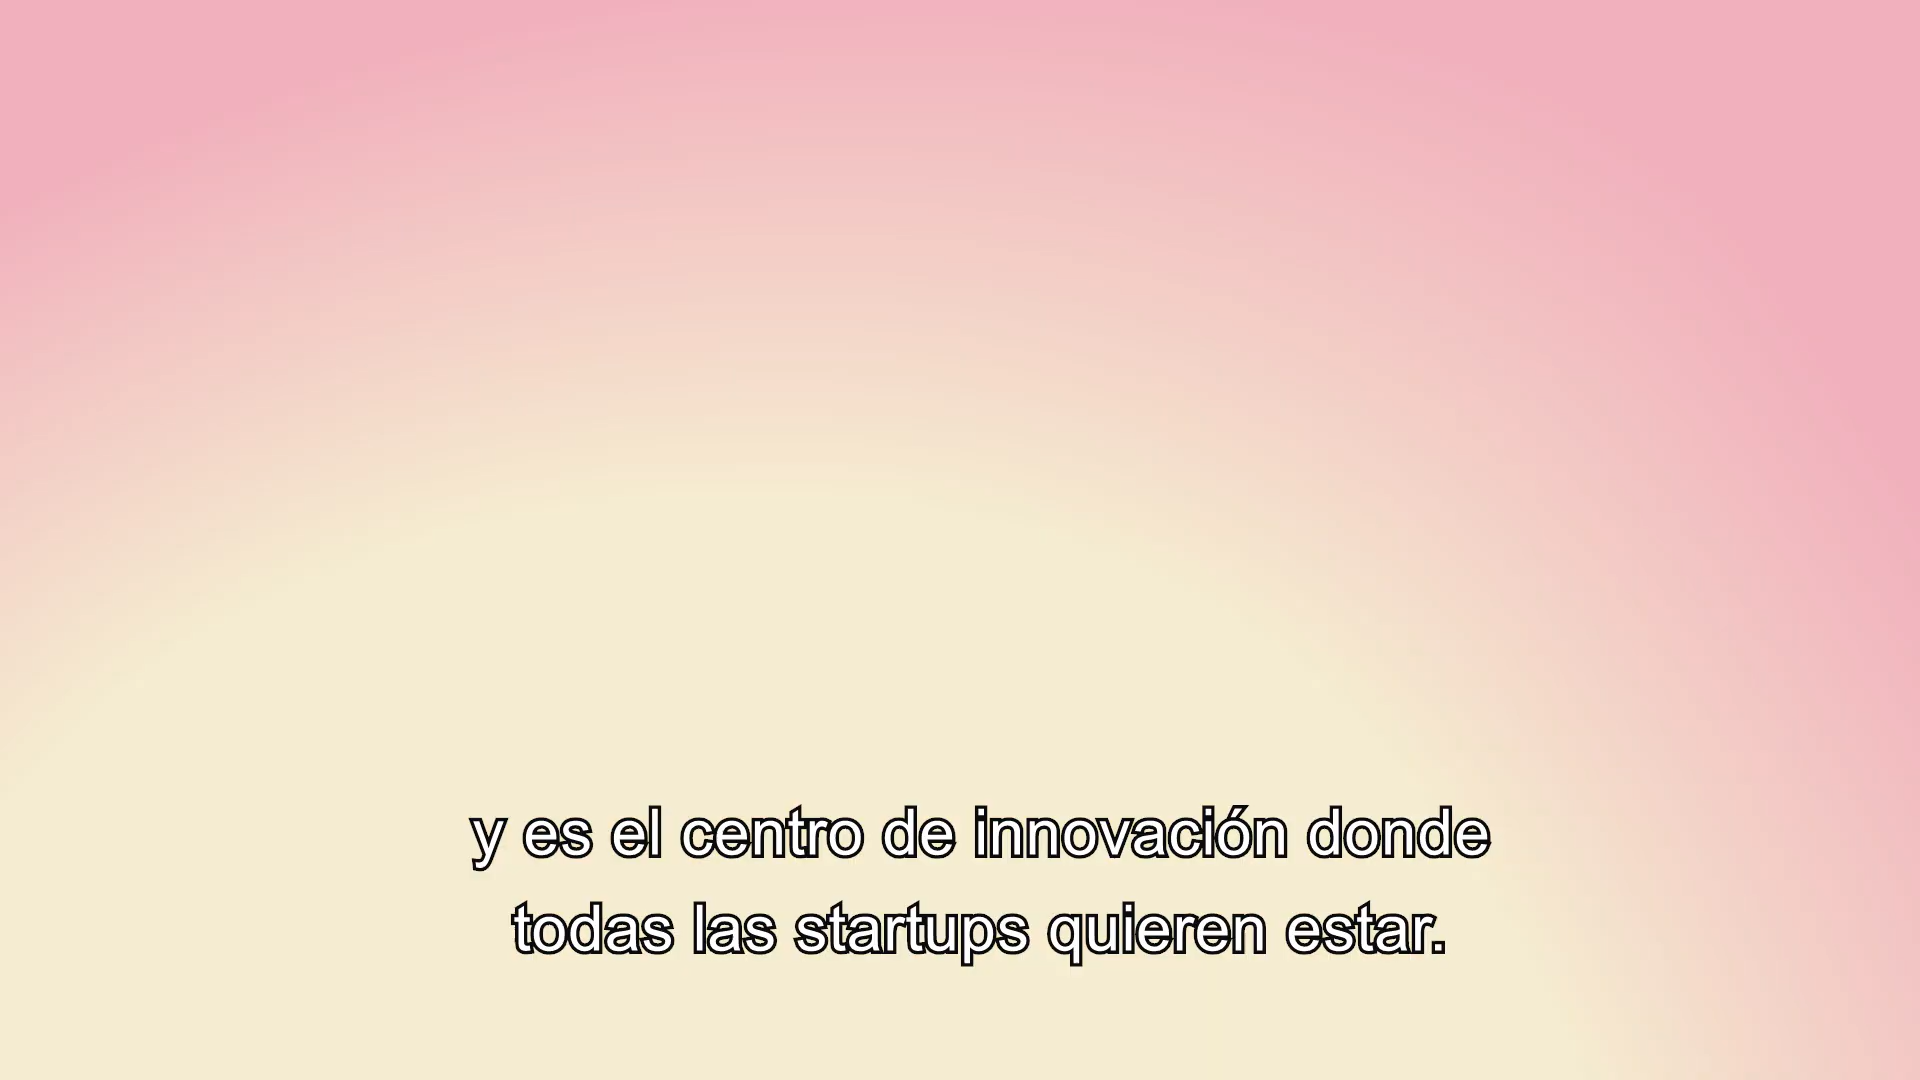 y es el centro de innovación donde
todas las startups quieren estar.